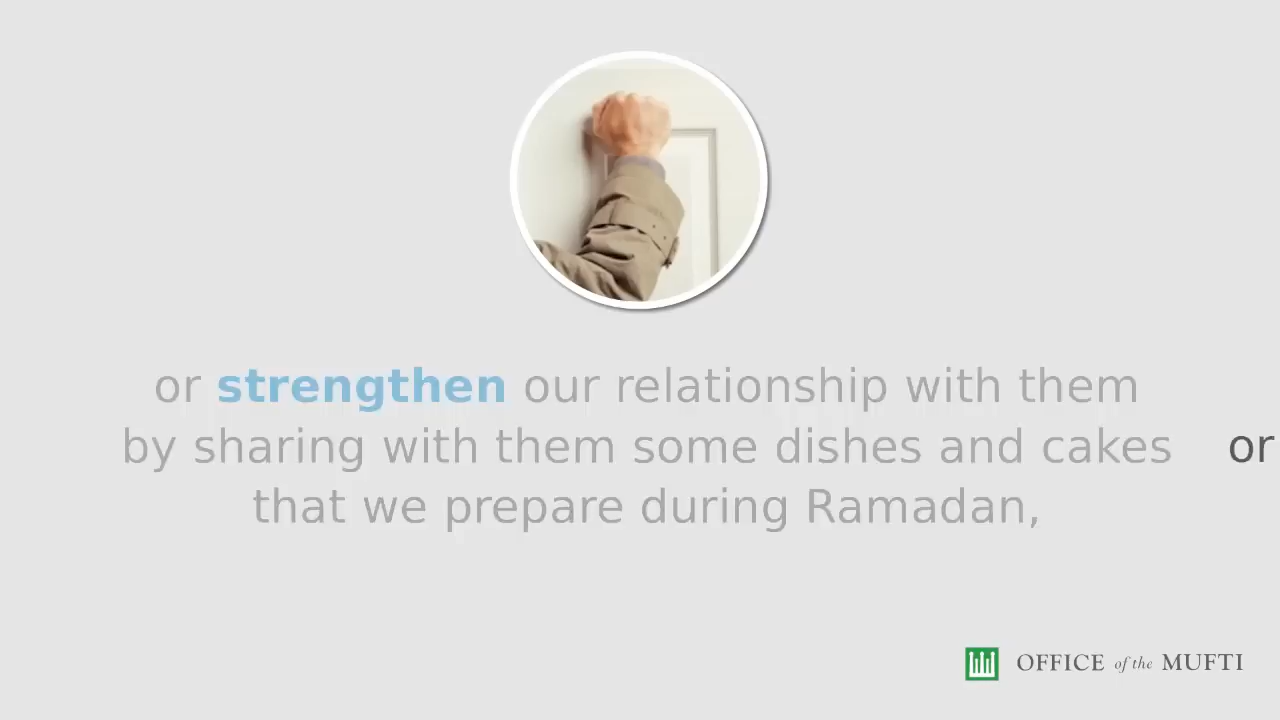 or strengthen our relationship with them
by sharing with them some dishes and cakes
that we prepare during Ramadan,
or
OFFICE of the MUFTI